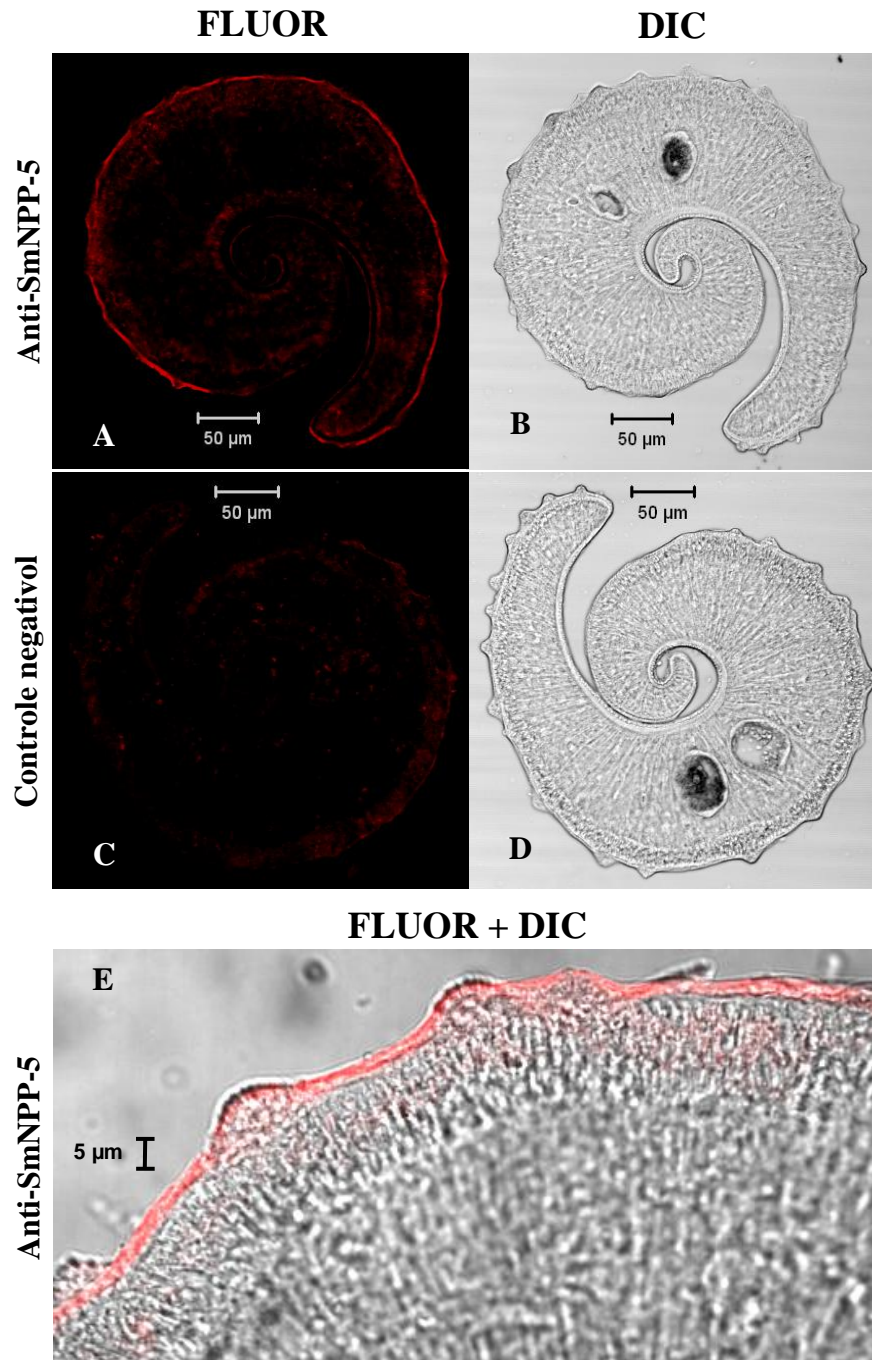 FLUOR
DIC
Anti-SmNPP-5
A
50 µm
B
50 µm
Controle negativol
50 µm
C
50 µm
D
FLUOR + DIC
Anti-SmNPP-5
E
5 µm